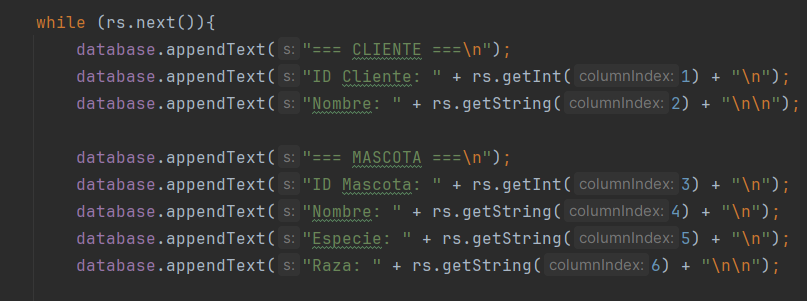 while (rs.next()){
database.appendText( s: "=== CLIENTE ===\n");
database.appendText( s: "ID Cliente: " + rs.getInt( columnIndex: 1) + "\n");
database.appendText( s: "Nombre: " + rs.getString( columnIndex: 2) + "\n\n");
database.appendText( s: "=== MASCOTA ===\n");
database.appendText( s: "ID Mascota: " + rs.getInt( columnIndex: 3) + "\n");
database.appendText( s: "Nombre: " + rs.getString( columnIndex: 4) + "\n");
database.appendText( s: "Especie: " + rs.getString( columnIndex: 5) + "\n");
database.appendText( s: "Raza: " + rs.getString( columnIndex: 6) + "\n\n");